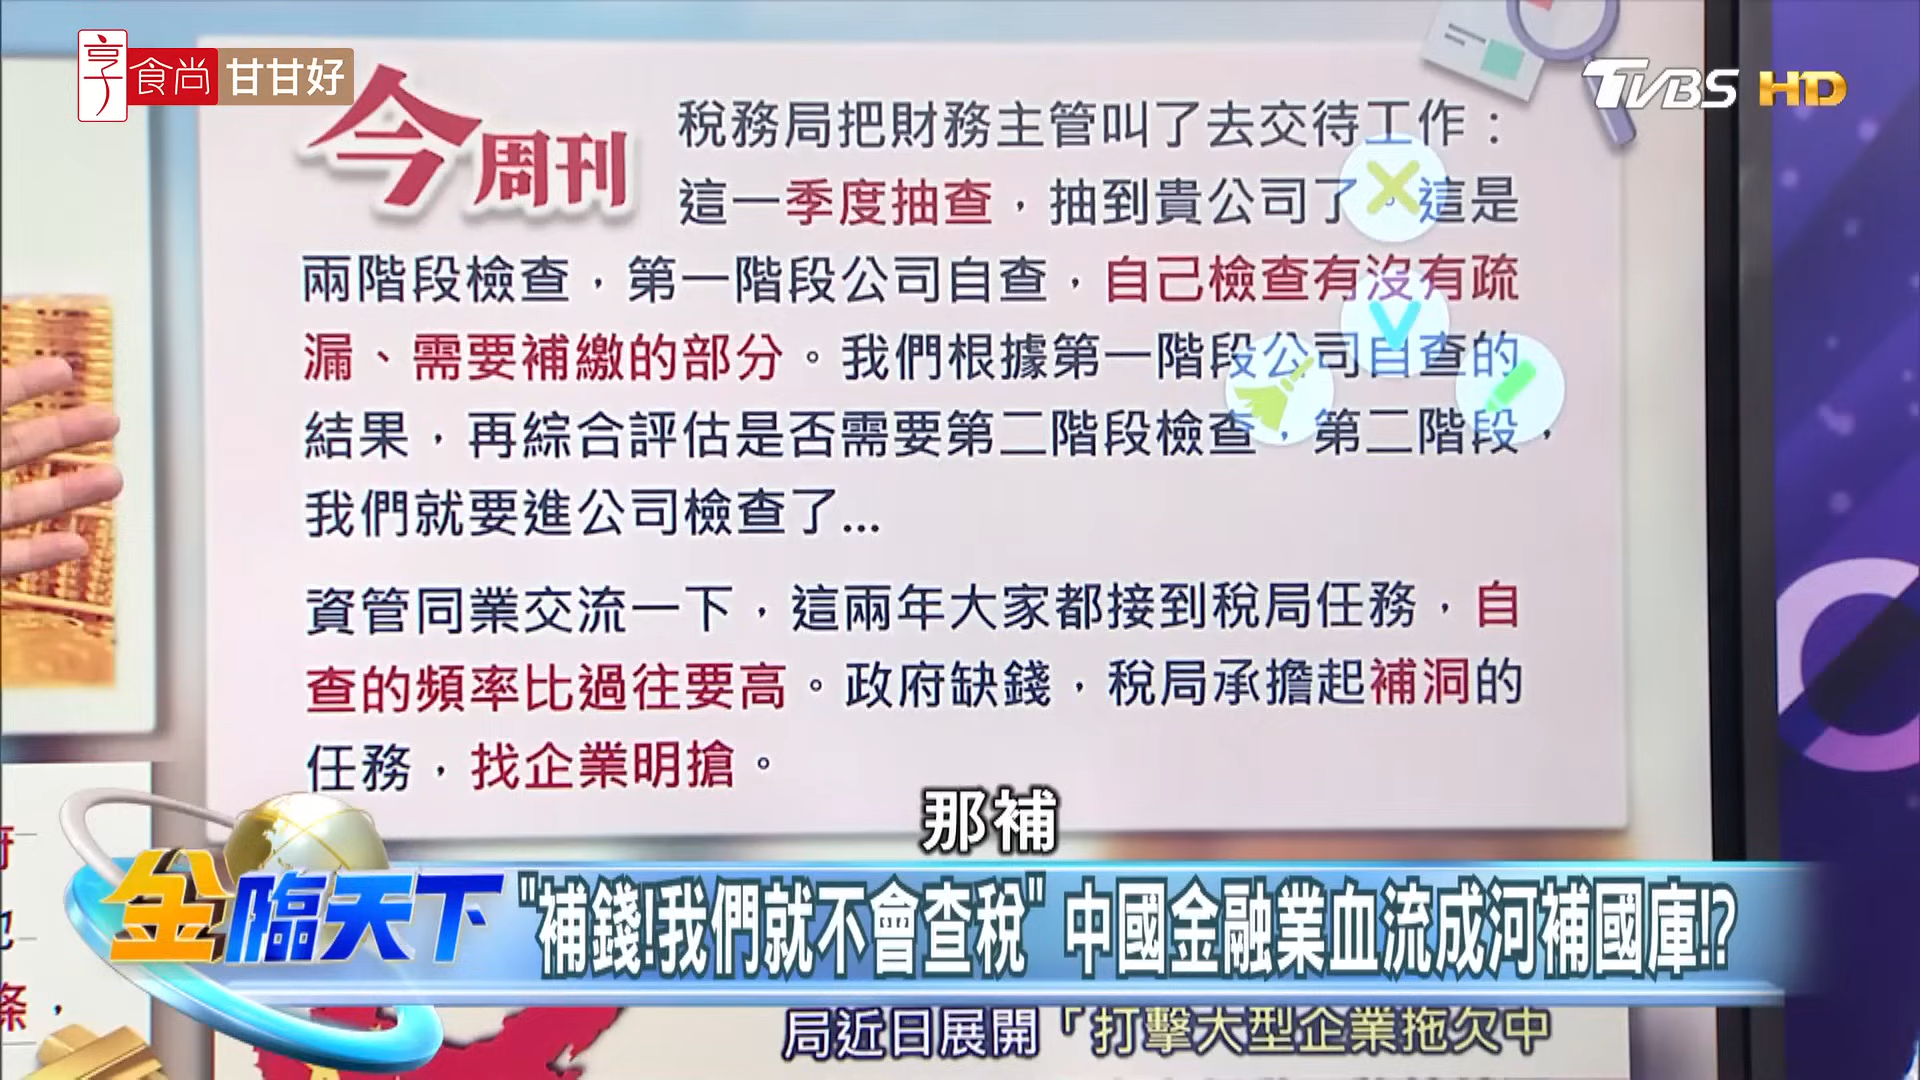 享食尚 甘甘好
TVBS HD
今周刊
稅務局把財務主管叫了去交待工作：
這一季度抽查，抽到貴公司了。這是
兩階段檢查，第一階段公司自查，自己檢查有沒有疏
漏、需要補繳的部分。我們根據第一階段公司自查的
結果，再綜合評估是否需要第二階段檢查，第二階段，
我們就要進公司檢查了...
資管同業交流一下，這兩年大家都接到稅局任務，自
查的頻率比過往要高。政府缺錢，稅局承擔起補洞的
任務，找企業明搶。
那補
金臨天下
"補錢!我們就不會查稅" 中國金融業血流成河補國庫!?
條，
局近日展開「打擊大型企業拖欠中